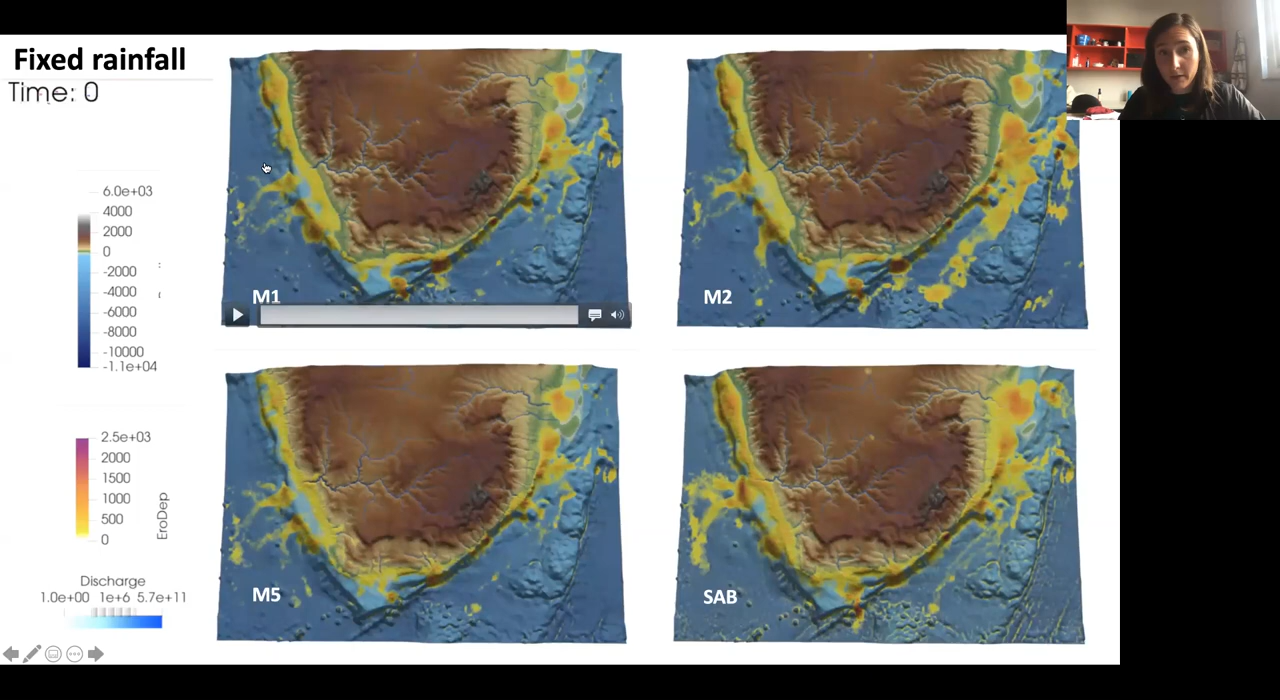 Fixed rainfall
Time: 0
6.0e+03
4000
2000
0
-2000
-4000
-6000
-8000
-10000
-1.1e+04
2.5e+03
2000
1500
1000
500
0
EroDep
Discharge
1.0e+00 1e+6 5.7e+11
M1
M2
M5
SAB